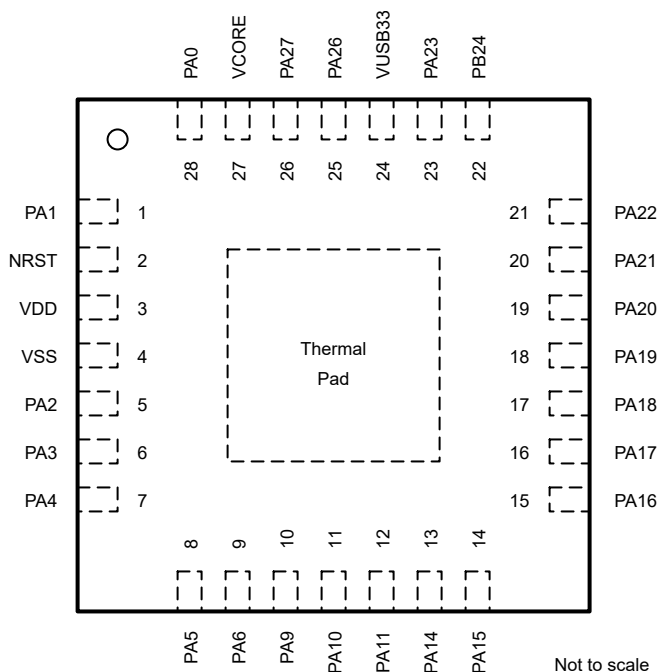 PA0 VCORE PA27 PA26 VUSB33 PA23 PB24
28 27 26 25 24 23 22
PA1 1 21 PA22
NRST 2 20 PA21
VDD 3 19 PA20
VSS 4 18 PA19
PA2 5 17 PA18
PA3 6 16 PA17
PA4 7 15 PA16
Thermal
Pad
8 9 10 11 12 13 14
PA5 PA6 PA9 PA10 PA11 PA14 PA15
Not to scale